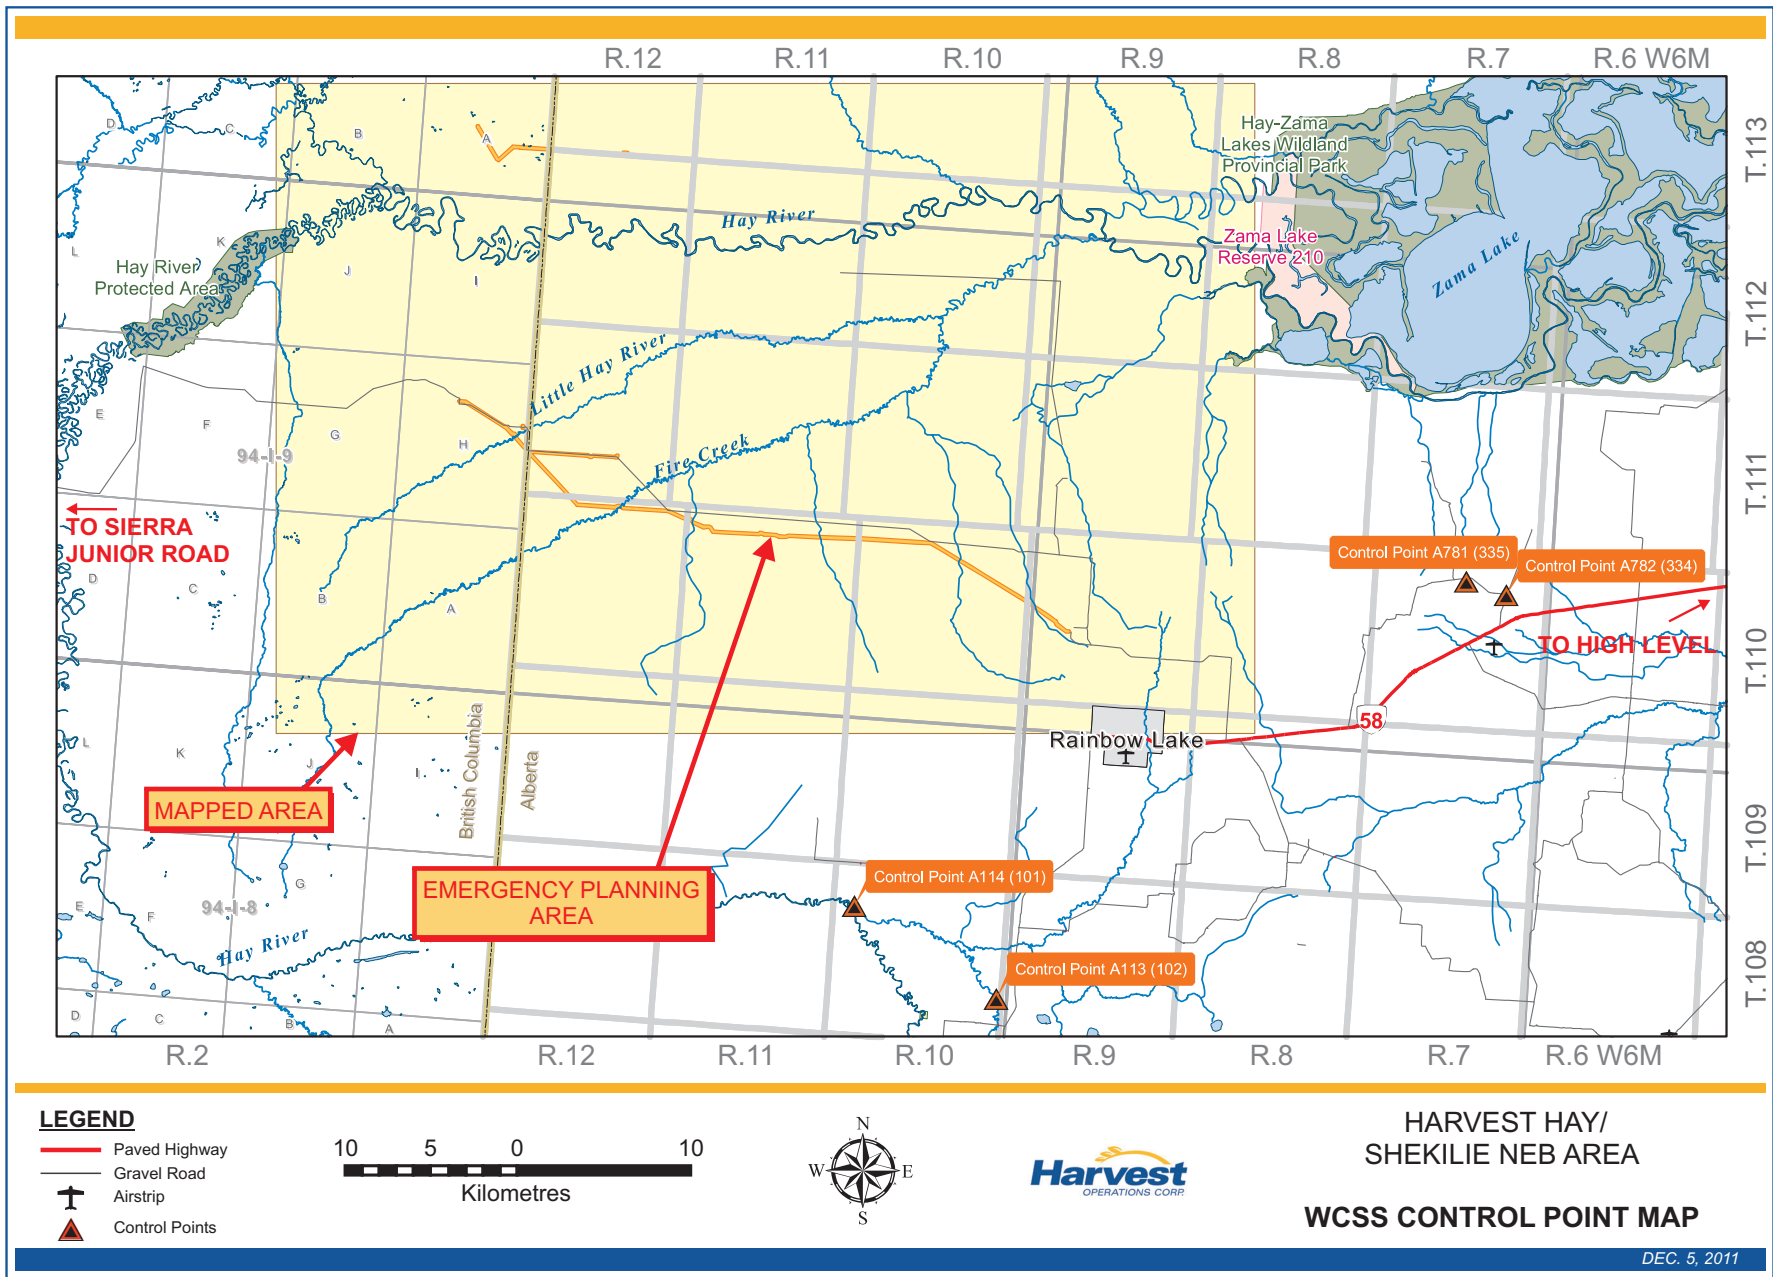 R.12 R.11 R.10 R.9 R.8 R.7 R.6 W6M
T.113
T.112
T.111
T.110
T.109
T.108
D
C
B
A
L
K
J
I
Hay River
Protected Area
Hay River
Hay-Zama
Lakes Wildland
Provincial Park
Zama Lake
Reserve 210
Zama Lake
Little Hay River
Fire Creek
E
F
G
H
94-I-9
TO SIERRA
JUNIOR ROAD
D
C
B
A
Control Point A781 (335)
Control Point A782 (334)
TO HIGH LEVEL
58
Rainbow Lake
British Columbia
Alberta
L
K
J
I
MAPPED AREA
EMERGENCY PLANNING
AREA
Control Point A114 (101)
Control Point A113 (102)
E
F
G
94-I-8
Hay River
D
C
B
A
R.2 R.12 R.11 R.10 R.9 R.8 R.7 R.6 W6M
LEGEND
Paved Highway
Gravel Road
Airstrip
Control Points
10 5 0 10
Kilometres
N
W E
S
Harvest
OPERATIONS CORP.
HARVEST HAY/
SHEKILIE NEB AREA
WCSS CONTROL POINT MAP
DEC. 5, 2011